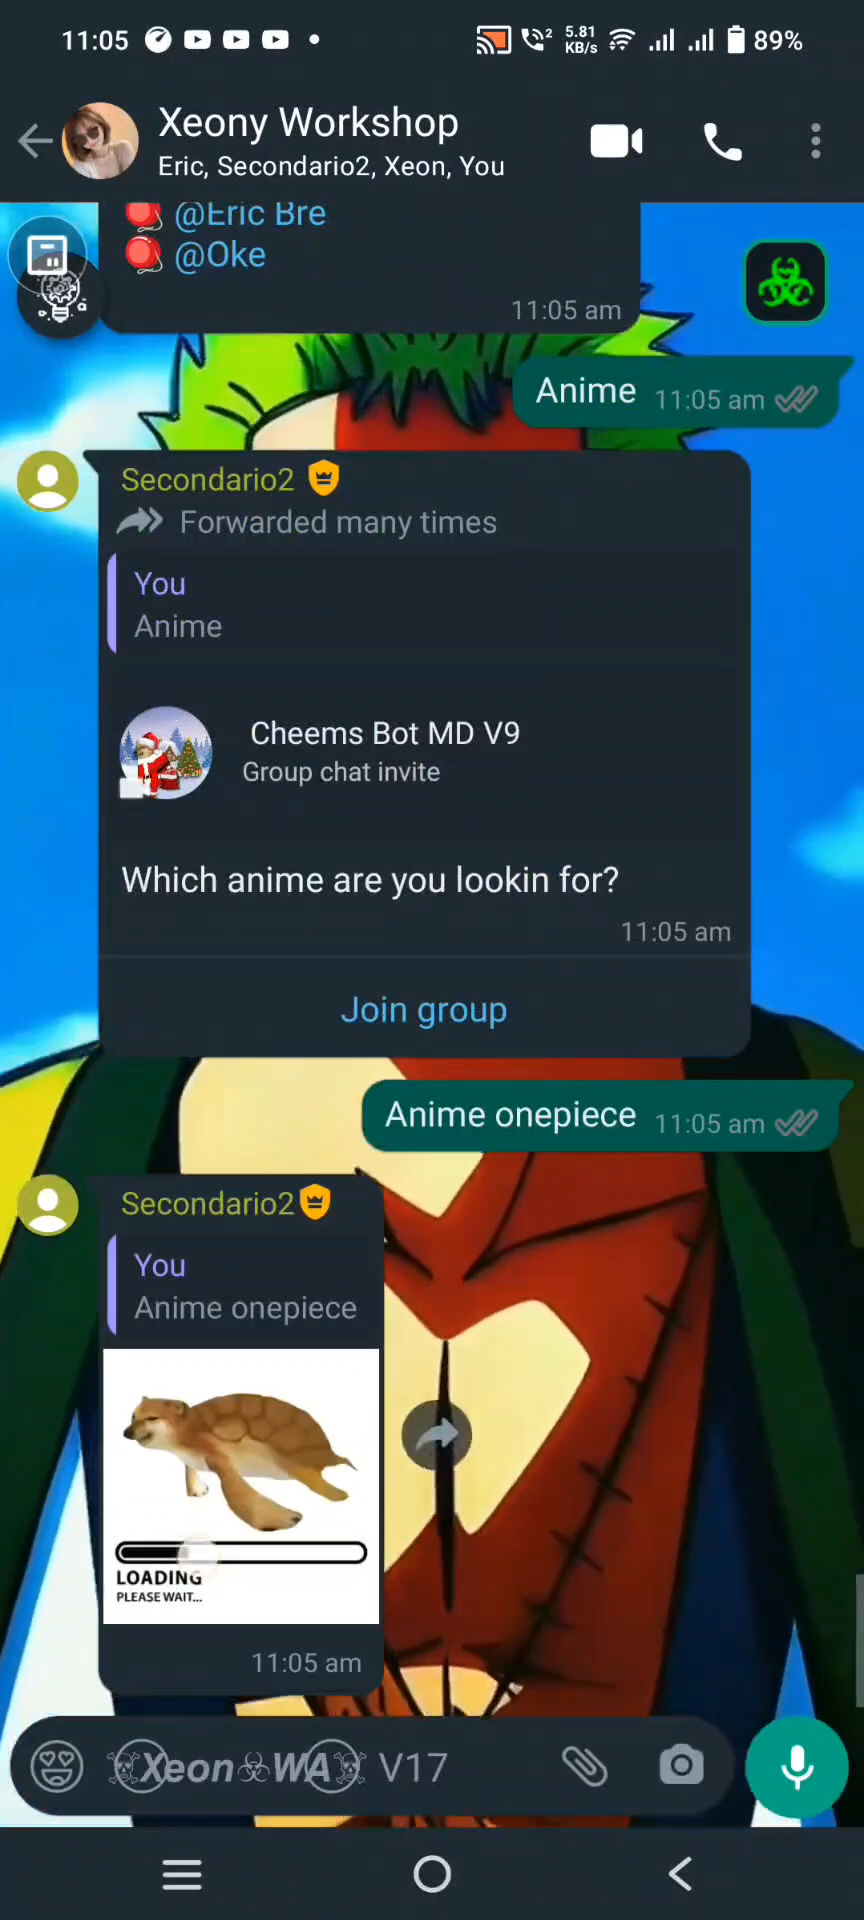 11:05
5.81
KB/s
89%
Xeony Workshop
Eric, Secondario2, Xeon, You
@Eric Bre
@Oke
11:05 am
Anime 11:05 am
Secondario2
Forwarded many times
You
Anime
Cheems Bot MD V9
Group chat invite
Which anime are you lookin for?
11:05 am
Join group
Anime onepiece 11:05 am
Secondario2
You
Anime onepiece
LOADING
PLEASE WAIT...
11:05 am
☠Xeon☣WA☠ V17